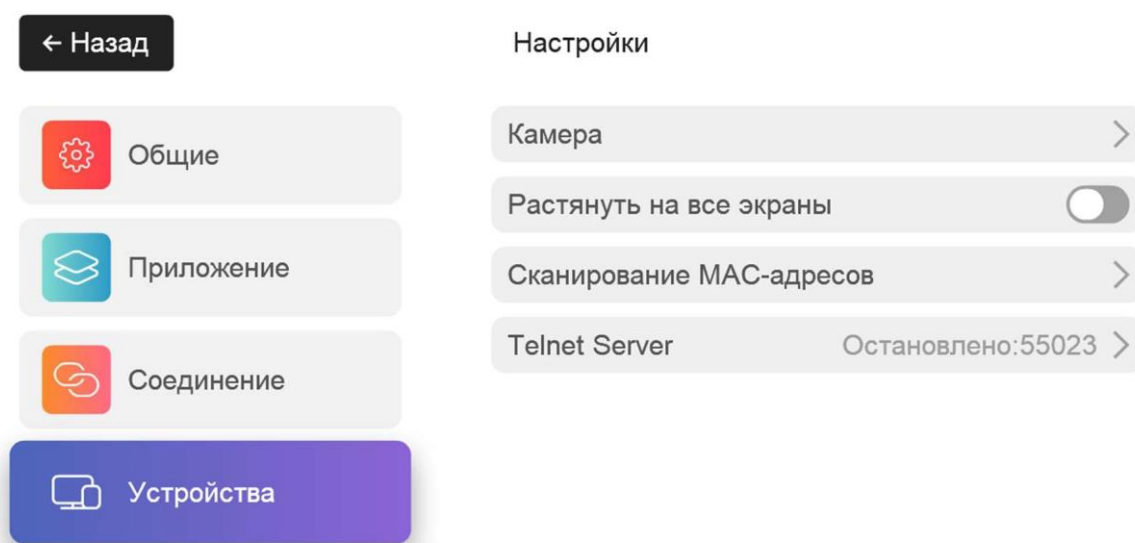 ← Назад
Настройки
Общие
Приложение
Соединение
Устройства
Камера
Растянуть на все экраны
Сканирование MAC-адресов
Telnet Server Остановлено:55023